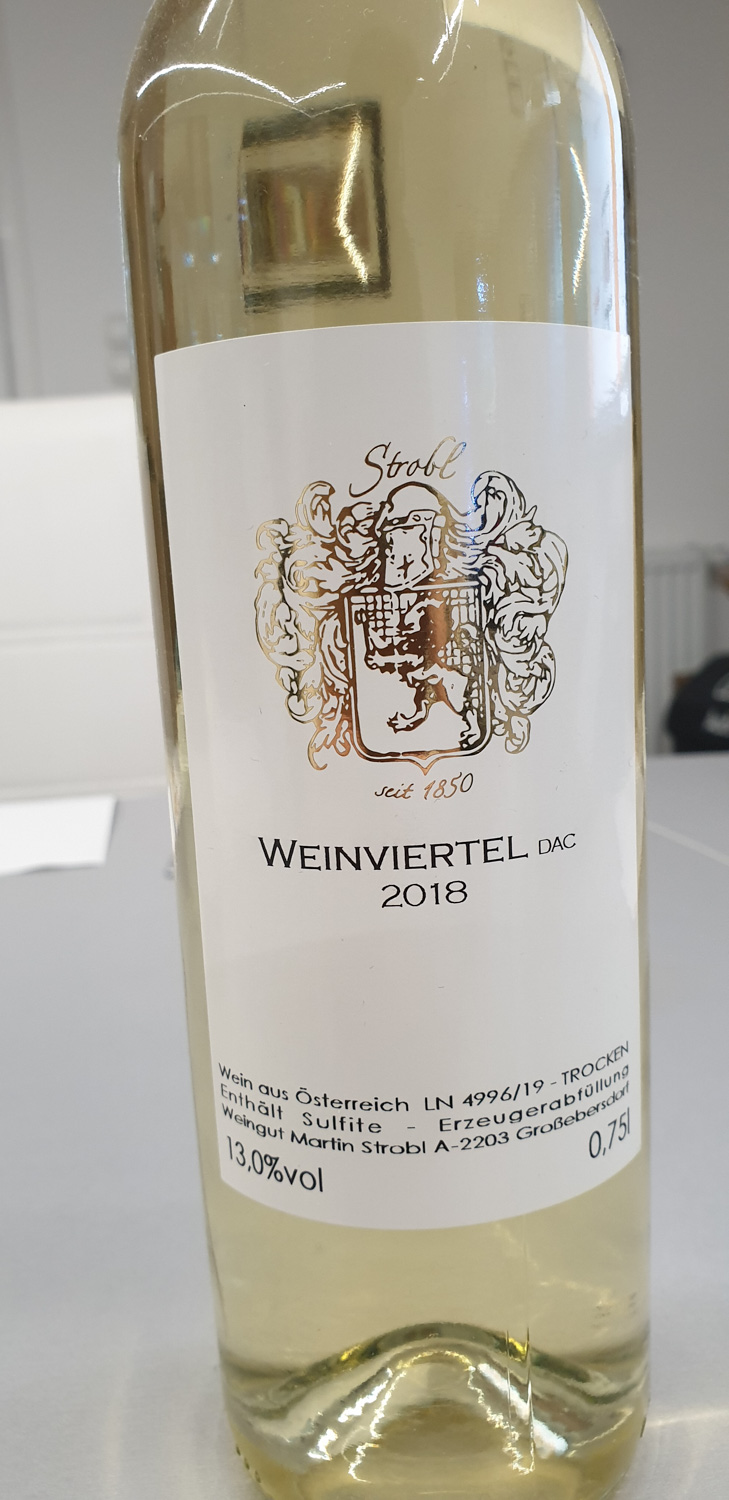 Strobl
seit 1850
WEINVIERTEL DAC
2018
Wein aus Österreich LN 4996/19 - TROCKEN
Enthält Sulfite - Erzeugerabfüllung
Weingut Martin Strobl A-2203 Großebersdorf
13,0%vol 0,75l